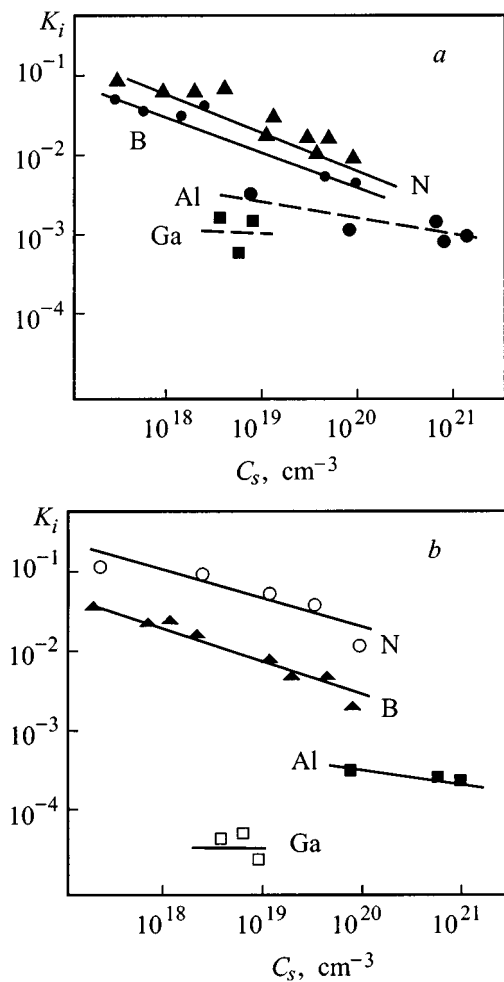 K_i
a
10^{-1}
B
10^{-2}
N
Al
10^{-3}
Ga
10^{-4}
10^{18} 10^{19} 10^{20} 10^{21}
C_s, cm^{-3}
K_i
b
10^{-1}
N
10^{-2}
B
10^{-3}
Al
10^{-4}
Ga
10^{18} 10^{19} 10^{20} 10^{21}
C_s, cm^{-3}